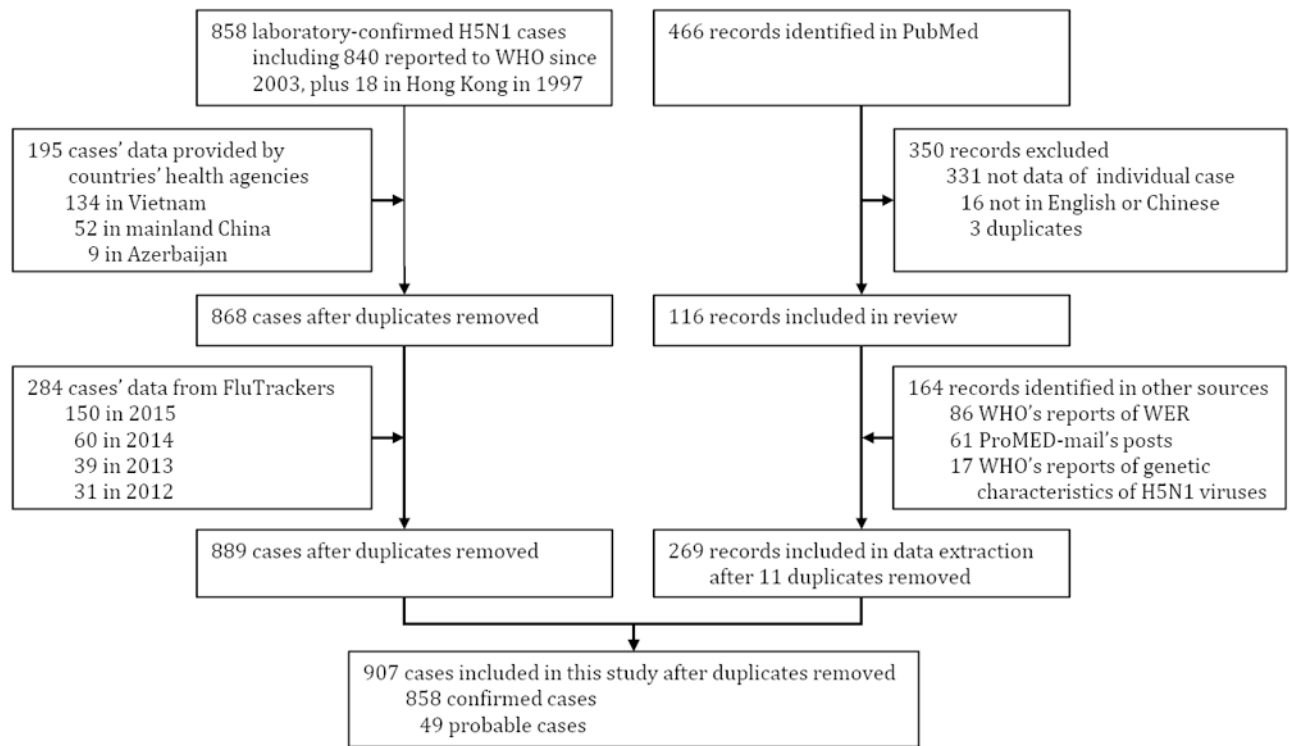 858 laboratory-confirmed H5N1 cases
including 840 reported to WHO since
2003, plus 18 in Hong Kong in 1997
466 records identified in PubMed
195 cases’ data provided by
countries’ health agencies
134 in Vietnam
52 in mainland China
9 in Azerbaijan
350 records excluded
331 not data of individual case
16 not in English or Chinese
3 duplicates
868 cases after duplicates removed
116 records included in review
284 cases’ data from FluTrackers
150 in 2015
60 in 2014
39 in 2013
31 in 2012
164 records identified in other sources
86 WHO’s reports of WER
61 ProMED-mail’s posts
17 WHO’s reports of genetic
characteristics of H5N1 viruses
889 cases after duplicates removed
269 records included in data extraction
after 11 duplicates removed
907 cases included in this study after duplicates removed
858 confirmed cases
49 probable cases